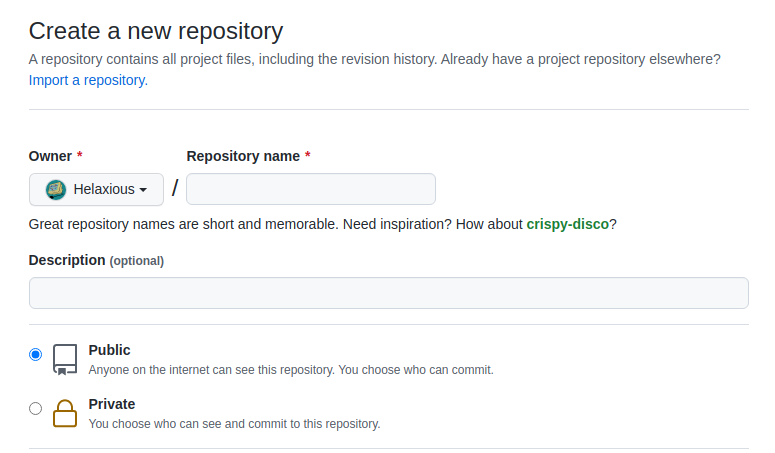 Create a new repository
A repository contains all project files, including the revision history. Already have a project repository elsewhere?
Import a repository.
Owner * Repository name *
Helaxious /
Great repository names are short and memorable. Need inspiration? How about crispy-disco?
Description (optional)
Public
Anyone on the internet can see this repository. You choose who can commit.
Private
You choose who can see and commit to this repository.